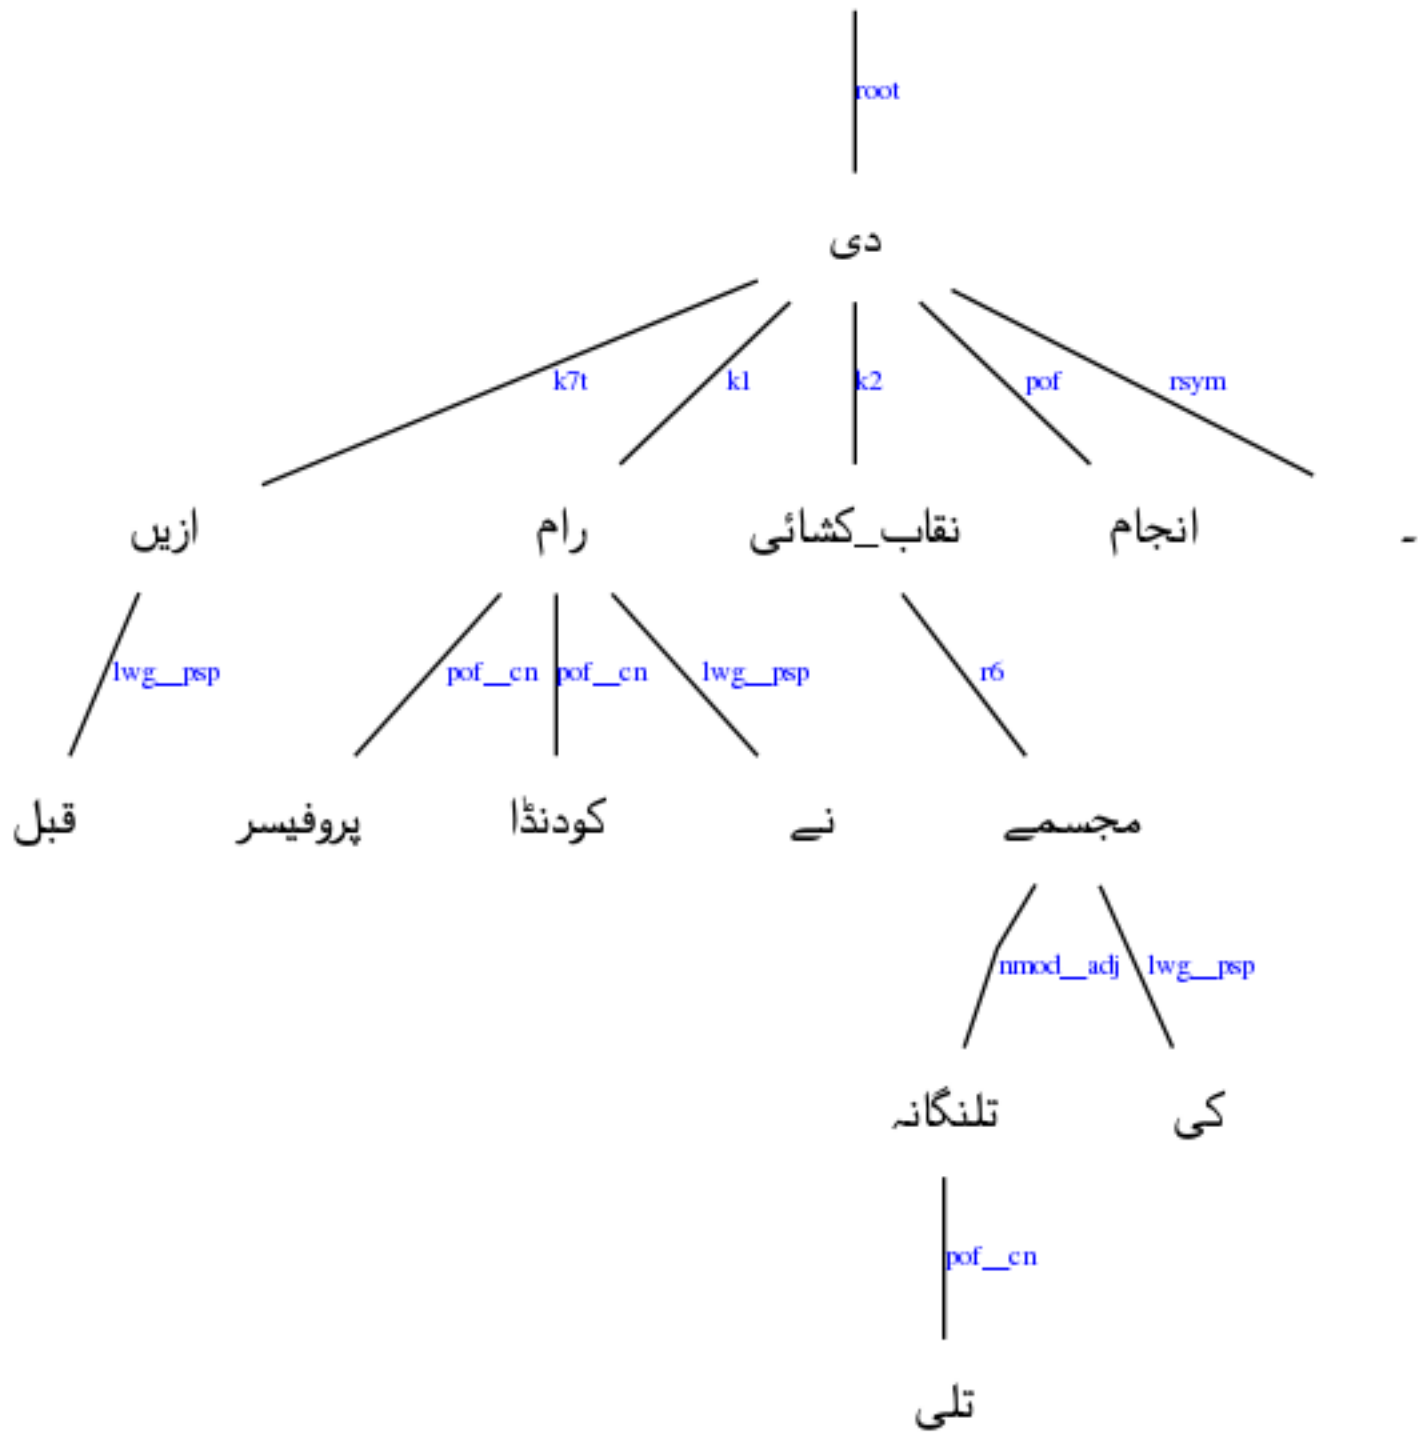 root
دی
k7t k1 k2 pof rsym
ازیں رام نقاب_کشائی انجام ۔
lwg__psp pof__cn pof__cn lwg__psp r6
قبل پروفیسر کودنڈا نے مجسمے
nmod__adj lwg__psp
تلنگانہ کی
pof__cn
تلی